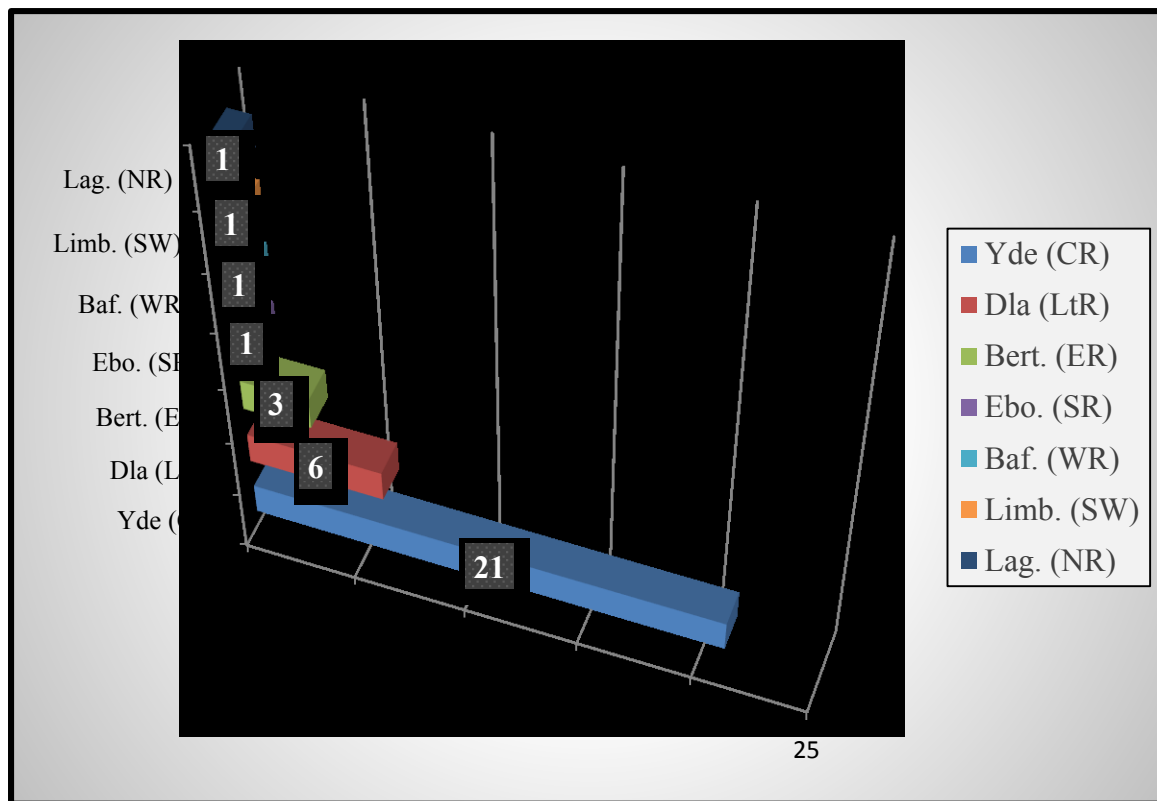 1
Lag. (NR)
1
Limb. (SW)
1
Baf. (WR
1
Ebo. (SR
3
Bert. (E
6
Dla (L
Yde (
21
25
Yde (CR)
Dla (LtR)
Bert. (ER)
Ebo. (SR)
Baf. (WR)
Limb. (SW)
Lag. (NR)